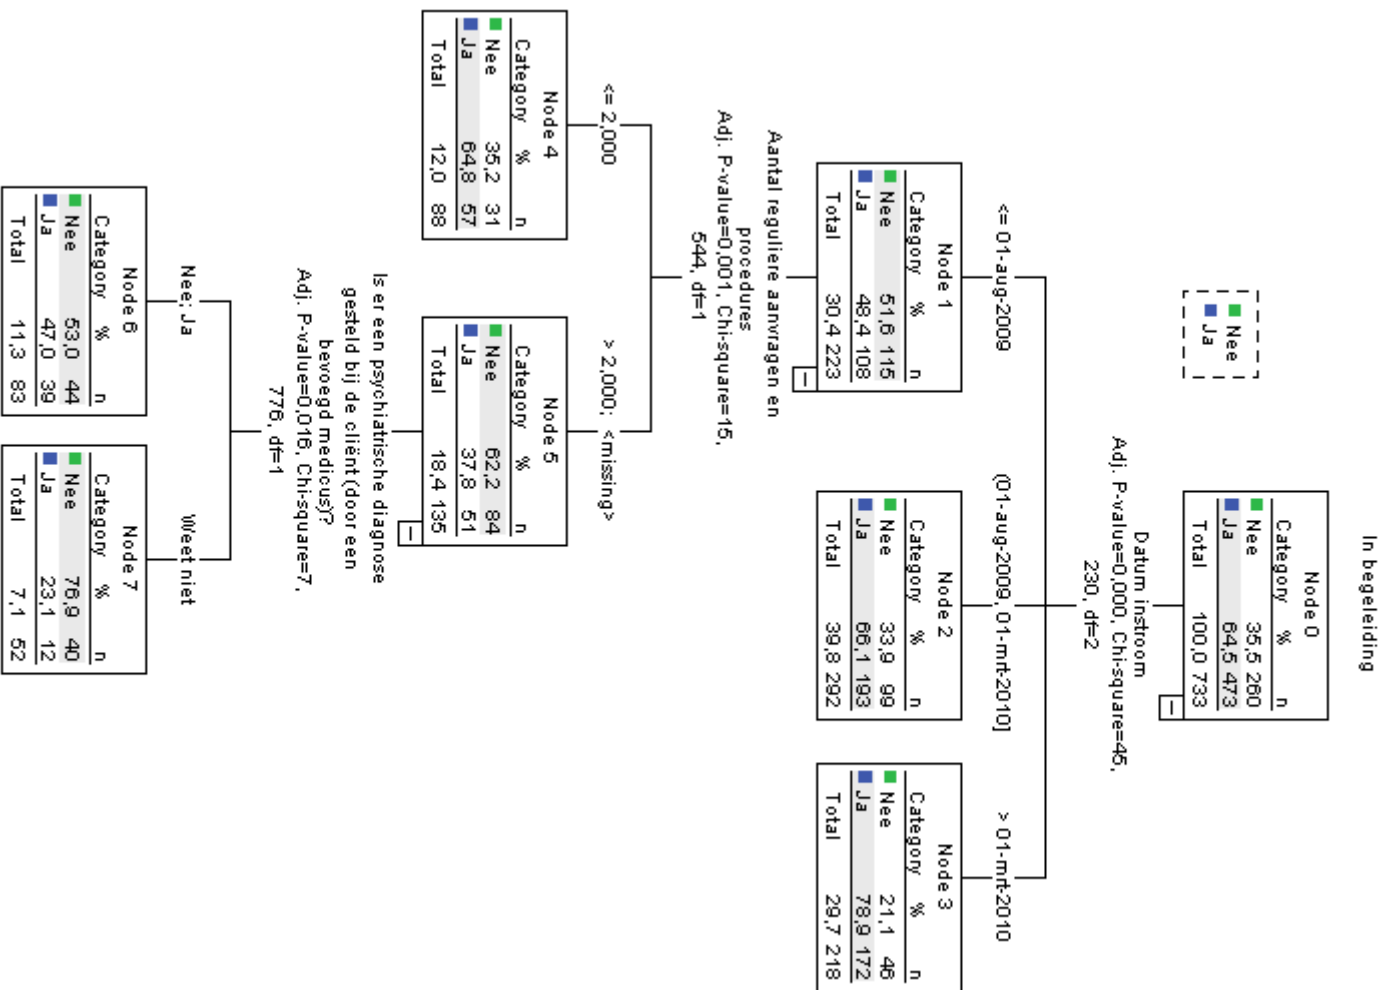 In begeleiding
Nee
Ja
Node 0
Category % n
Nee 35,5 260
Ja 64,5 473
Total 100,0 733
Datum instroom
Adj. P-value=0,000, Chi-square=45,
230, df=2
<= 01-aug-2009
(01-aug-2009, 01-mrt-2010]
> 01-mrt-2010
Node 1
Category % n
Nee 51,6 115
Ja 48,4 108
Total 30,4 223
Node 2
Category % n
Nee 33,9 99
Ja 66,1 193
Total 39,8 292
Node 3
Category % n
Nee 21,1 46
Ja 78,9 172
Total 29,7 218
Aantal reguliere aanvragen en
procedures
Adj. P-value=0,001, Chi-square=15,
544, df=1
<= 2,000
> 2,000; <missing>
Node 4
Category % n
Nee 35,2 31
Ja 64,8 57
Total 12,0 88
Node 5
Category % n
Nee 62,2 84
Ja 37,8 51
Total 18,4 135
Is er een psychiatrische diagnose
gesteld bij de cliënt (door een
bevoegd medicus)?
Adj. P-value=0,016, Chi-square=7,
776, df=1
Nee; Ja
Weet niet
Node 6
Category % n
Nee 53,0 44
Ja 47,0 39
Total 11,3 83
Node 7
Category % n
Nee 76,9 40
Ja 23,1 12
Total 7,1 52